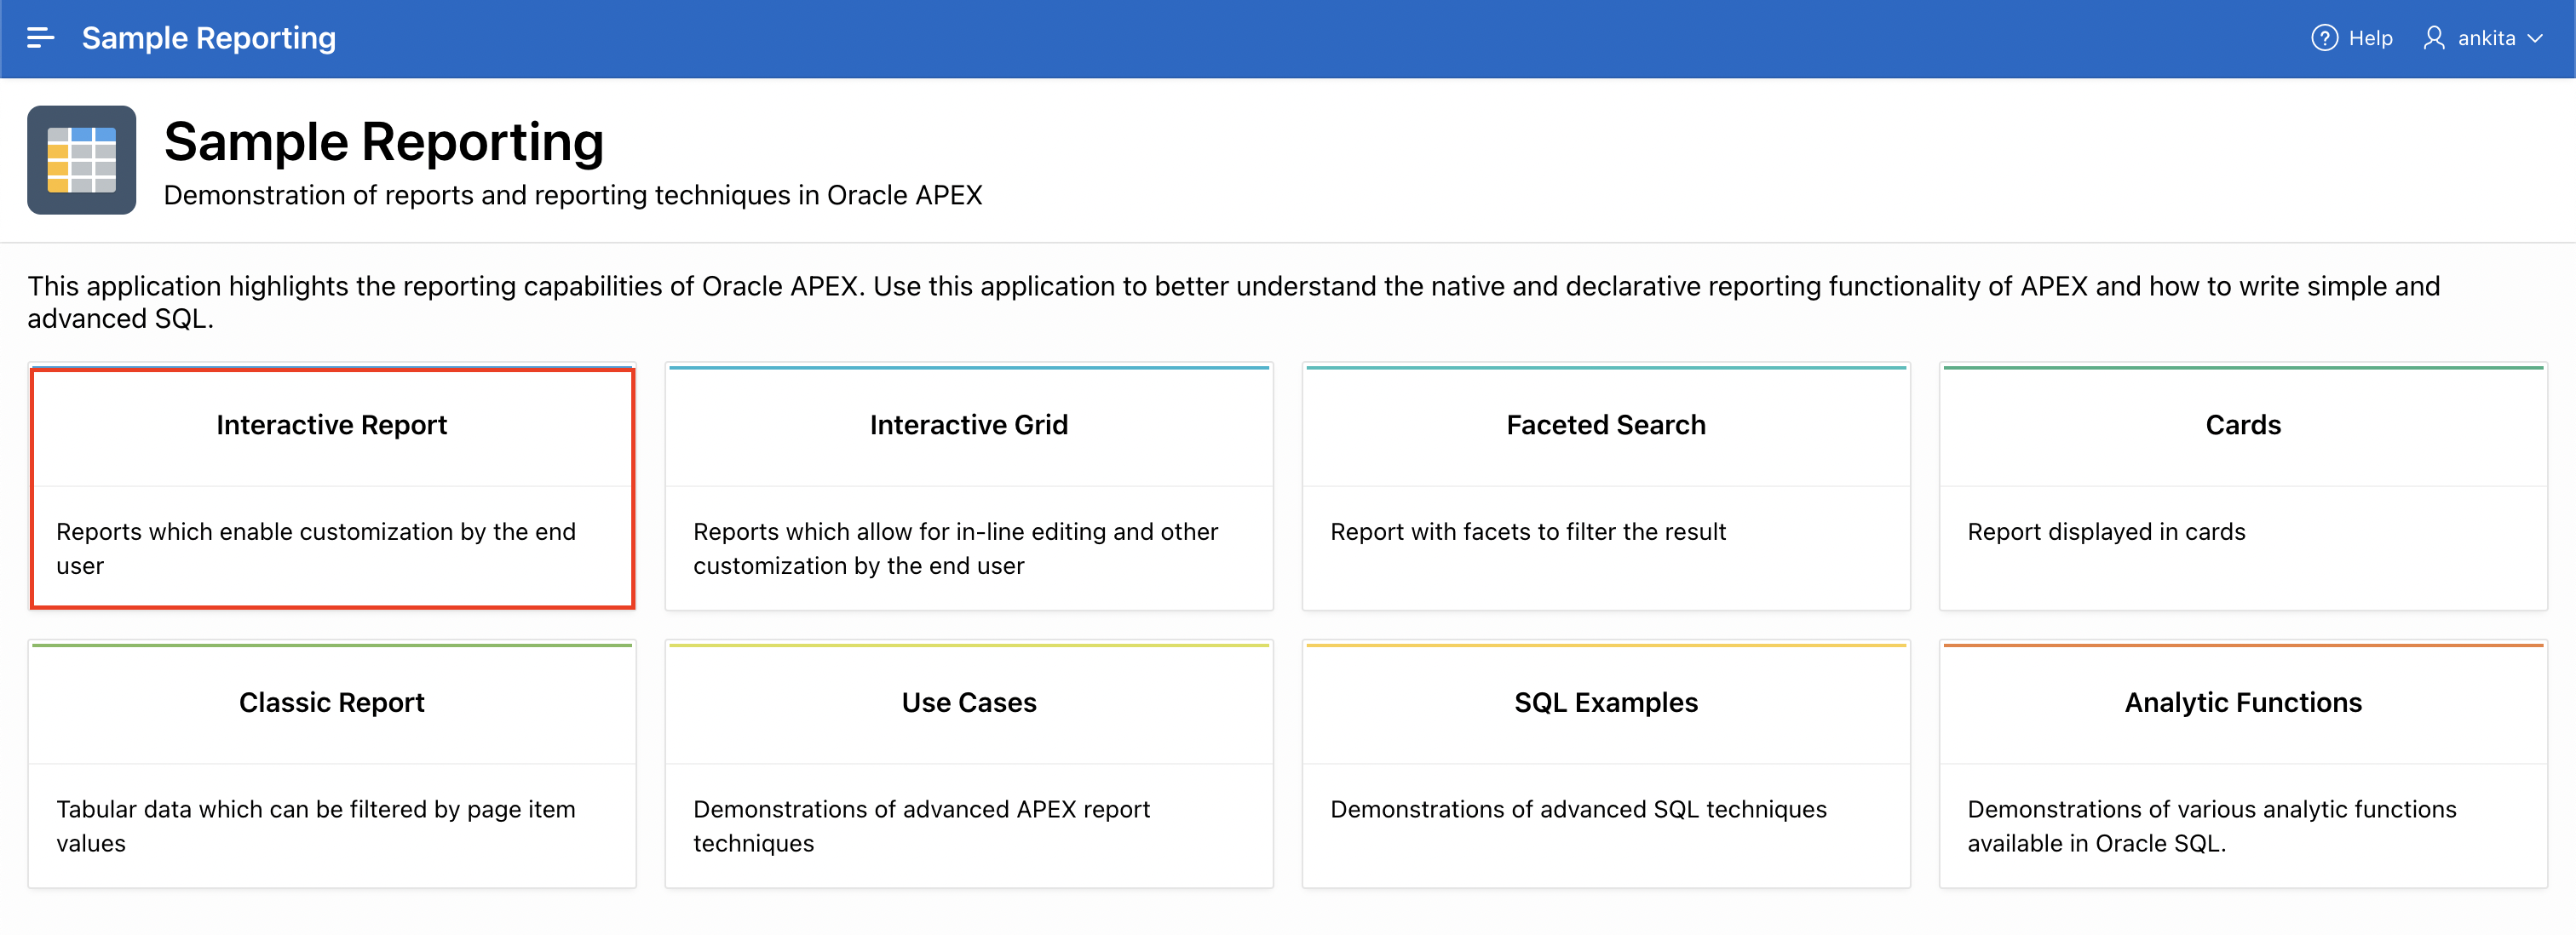 Sample Reporting
? Help ankita
Sample Reporting
Demonstration of reports and reporting techniques in Oracle APEX
This application highlights the reporting capabilities of Oracle APEX. Use this application to better understand the native and declarative reporting functionality of APEX and how to write simple and
advanced SQL.
Interactive Report
Reports which enable customization by the end
user
Interactive Grid
Reports which allow for in-line editing and other
customization by the end user
Faceted Search
Report with facets to filter the result
Cards
Report displayed in cards
Classic Report
Tabular data which can be filtered by page item
values
Use Cases
Demonstrations of advanced APEX report
techniques
SQL Examples
Demonstrations of advanced SQL techniques
Analytic Functions
Demonstrations of various analytic functions
available in Oracle SQL.